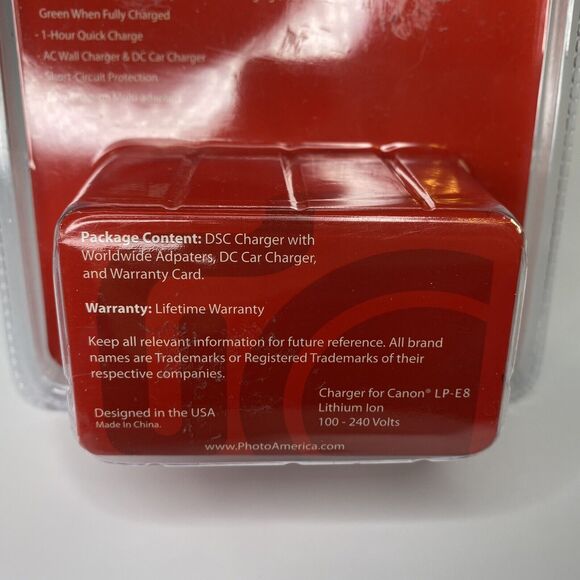 Green When Fully Charged
- 1-Hour Quick Charge
- AC Wall Charger & DC Car Charger
- Short-Circuit Protection
Package Content: DSC Charger with
Worldwide Adpaters, DC Car Charger,
and Warranty Card.
Warranty: Lifetime Warranty
Keep all relevant information for future reference. All brand
names are Trademarks or Registered Trademarks of their
respective companies.
Charger for Canon® LP-E8
Lithium Ion
100 - 240 Volts
Designed in the USA
Made In China.
www.PhotoAmerica.com